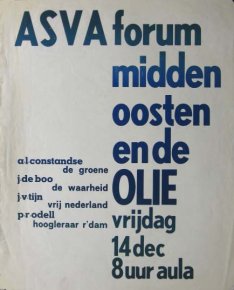 ASVA forum
midden
oosten
en de
OLIE
vrijdag
14 dec
8 uur aula
a·l·constandse
de groene
j·de boo
de waarheid
j·v·tijn
vrij nederland
p·r·odell
hoogleraar r'dam